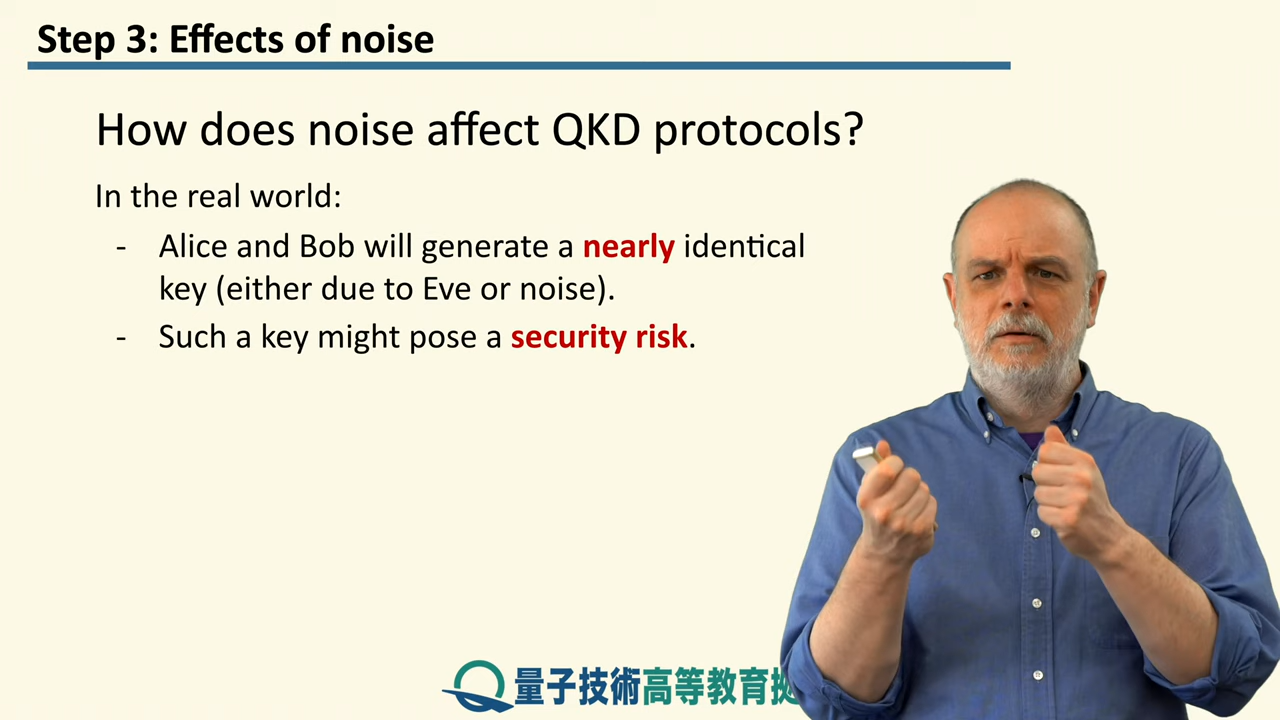 Step 3: Effects of noise
How does noise affect QKD protocols?
In the real world:
- Alice and Bob will generate a nearly identical
key (either due to Eve or noise).
- Such a key might pose a security risk.
量子技術高等教育拠